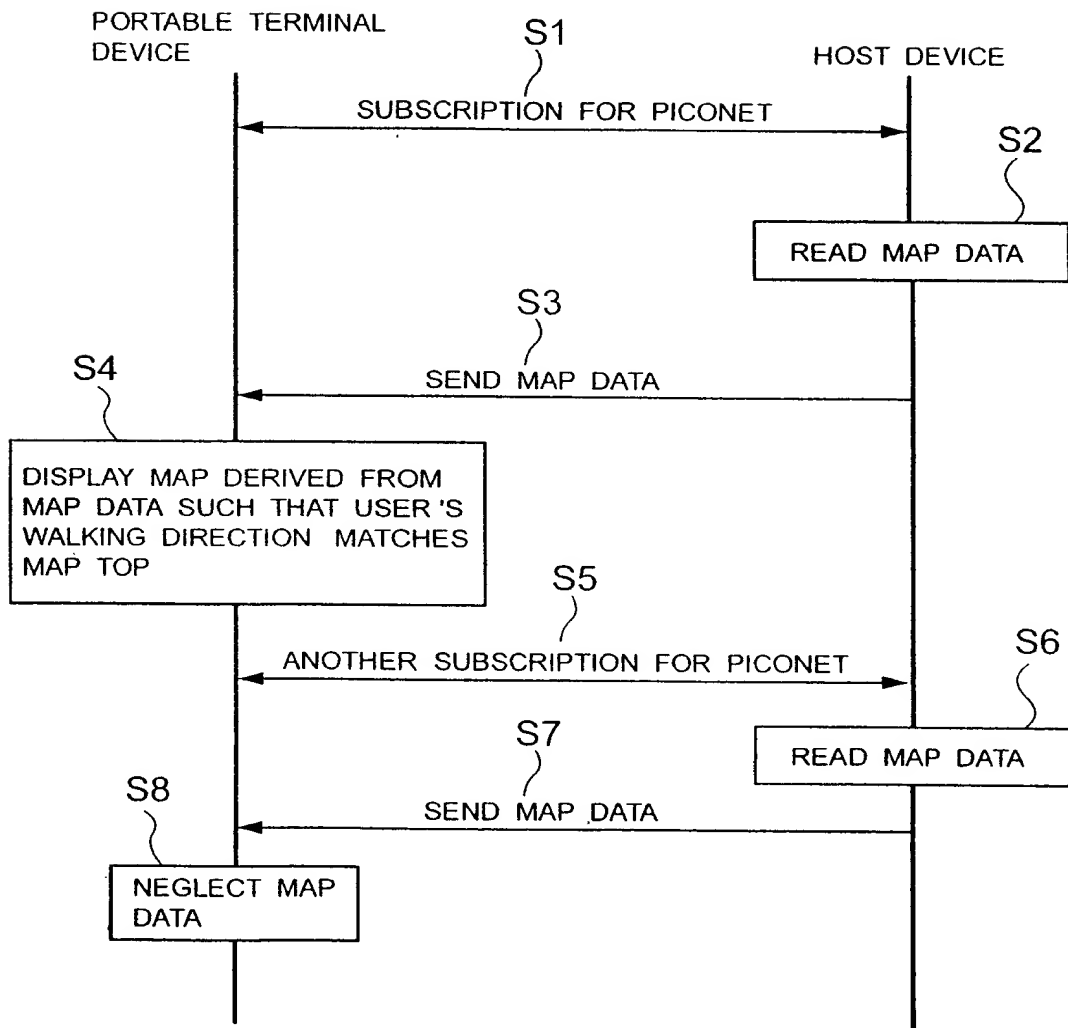 PORTABLE TERMINAL
DEVICE
S1
HOST DEVICE
SUBSCRIPTION FOR PICONET
S2
READ MAP DATA
S3
SEND MAP DATA
S4
DISPLAY MAP DERIVED FROM
MAP DATA SUCH THAT USER'S
WALKING DIRECTION MATCHES
MAP TOP
S5
ANOTHER SUBSCRIPTION FOR PICONET
S6
READ MAP DATA
S7
SEND MAP DATA
S8
NEGLECT MAP
DATA